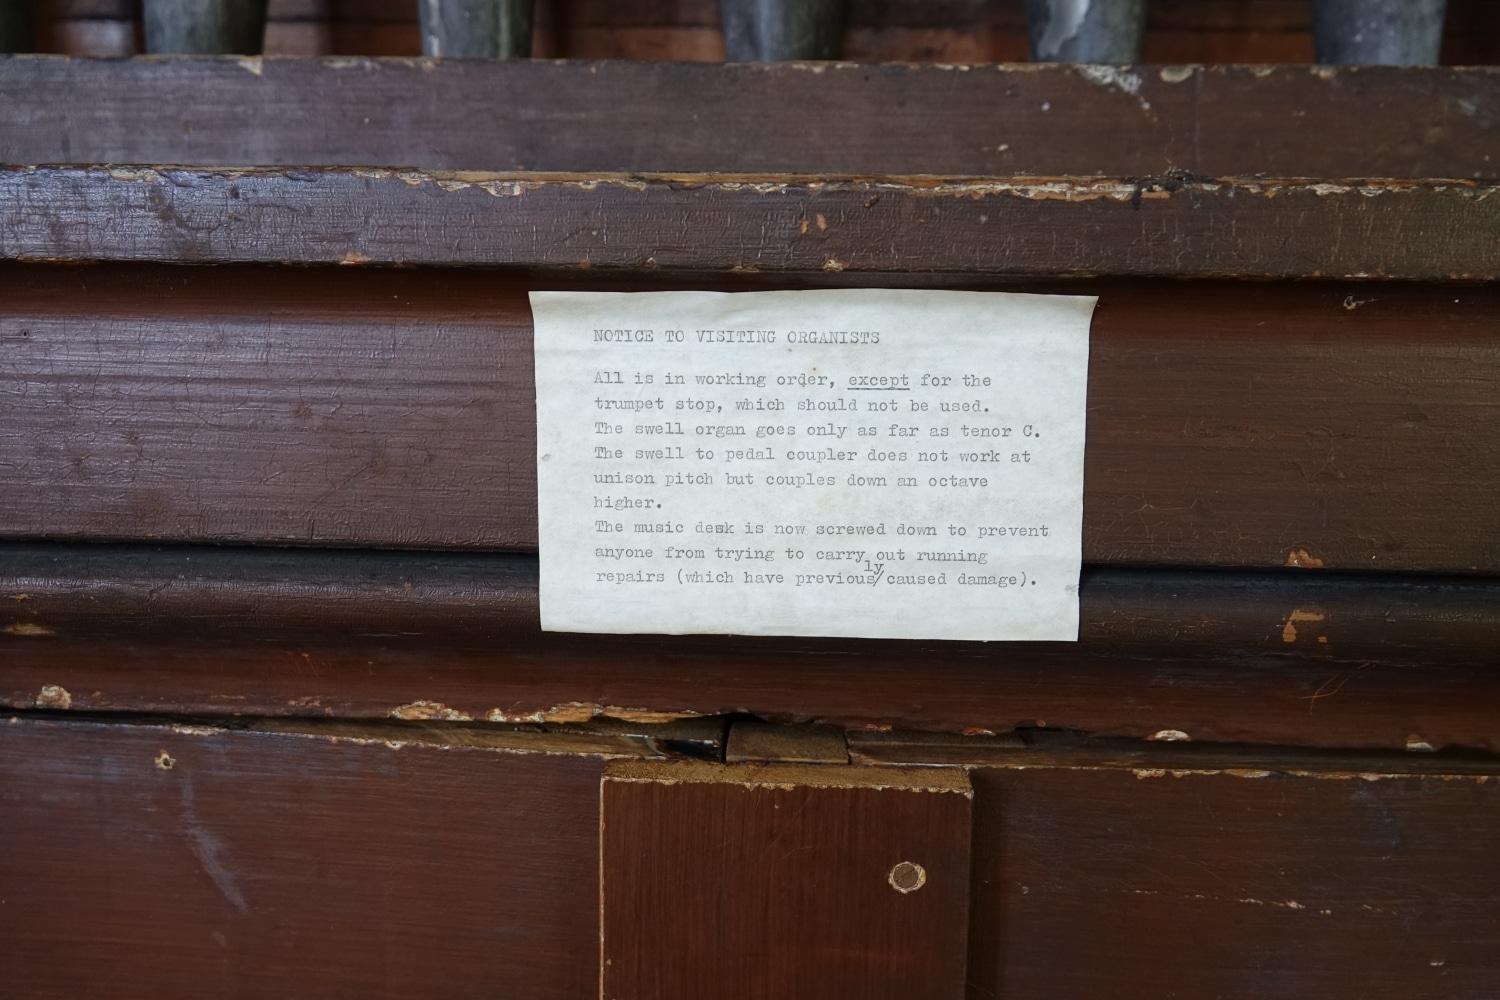 NOTICE TO VISITING ORGANISTS
All is in working order, except for the
trumpet stop, which should not be used.
The swell organ goes only as far as tenor C.
The swell to pedal coupler does not work at
unison pitch but couples down an octave
higher.
The music desk is now screwed down to prevent
anyone from trying to carry out running
repairs (which have previous/ly caused damage).